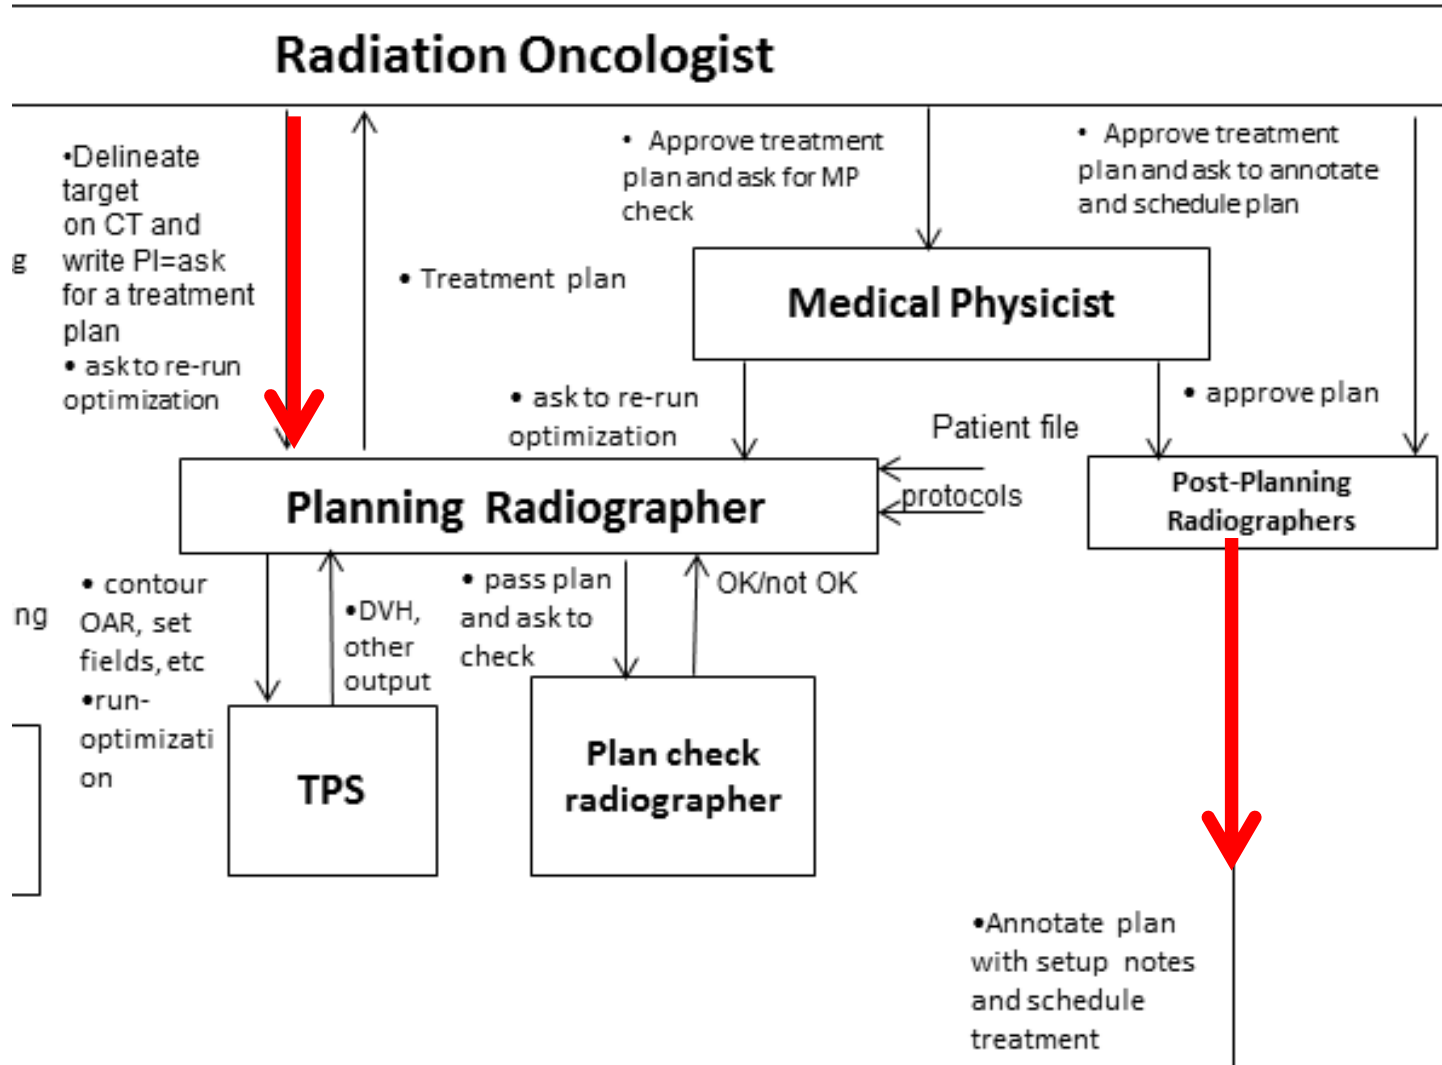 Radiation Oncologist
•Delineate
target
on CT and
write PI=ask
for a treatment
plan
• ask to re-run
optimization
g
• Treatment plan
• Approve treatment
plan and ask for MP
check
• Approve treatment
plan and ask to annotate
and schedule plan
Medical Physicist
• ask to re-run
optimization
• approve plan
Patient file
protocols
Planning Radiographer
Post-Planning
Radiographers
ng
• contour
OAR, set
fields, etc
•run-
optimizati
on
•DVH,
other
output
• pass plan
and ask to
check
OK/not OK
TPS
Plan check
radiographer
•Annotate plan
with setup notes
and schedule
treatment